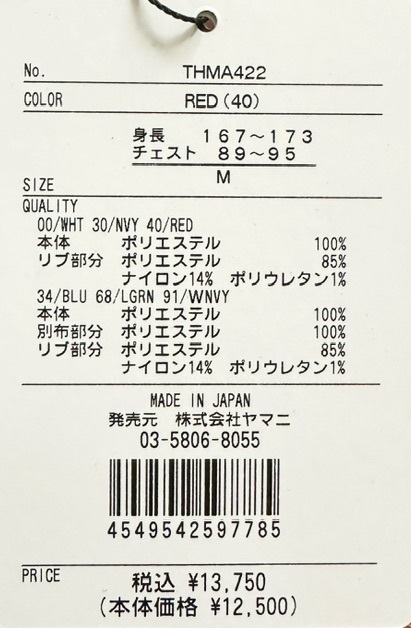 No. THMA422
COLOR RED(40)
身長 167～173
チェスト 89～95
SIZE M
QUALITY
00/WHT 30/NVY 40/RED
本体 ポリエステル 100%
リブ部分 ポリエステル 85%
ナイロン14% ポリウレタン1%
34/BLU 68/LGRN 91/WNVY
本体 ポリエステル 100%
別布部分 ポリエステル 100%
リブ部分 ポリエステル 85%
ナイロン14% ポリウレタン1%
MADE IN JAPAN
発売元 株式会社ヤマニ
03-5806-8055
4549542597785
PRICE 税込 ¥13,750
(本体価格 ¥12,500)